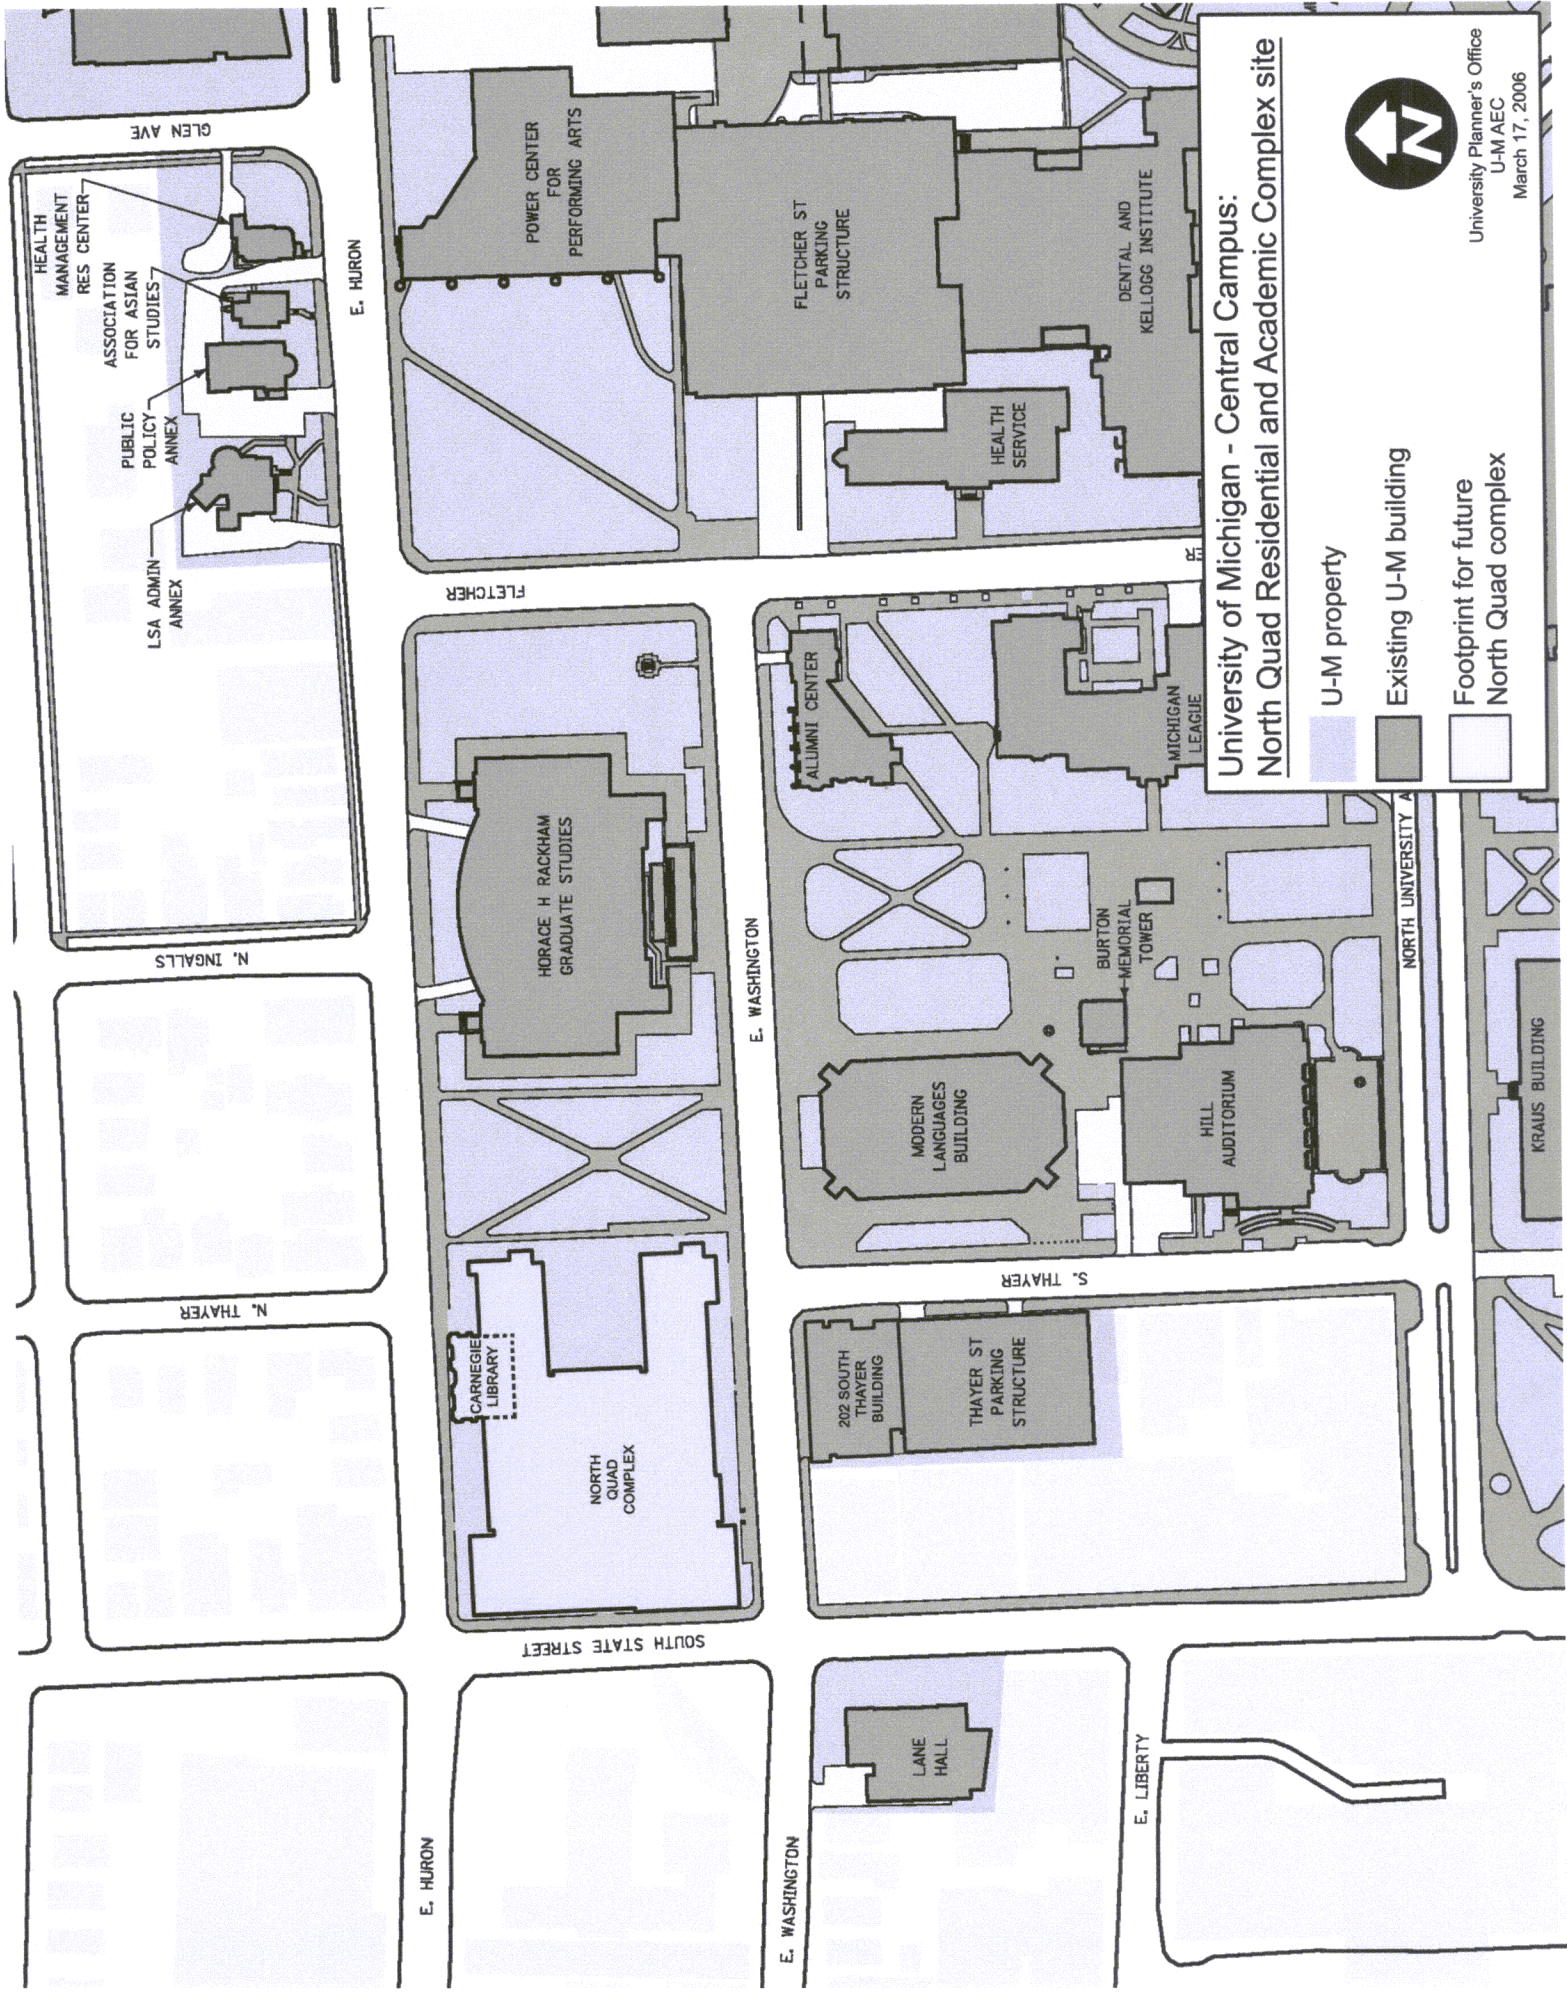 GLEN AVE
HEALTH
MANAGEMENT
RES CENTER
ASSOCIATION
FOR ASIAN
STUDIES
PUBLIC
POLICY
ANNEX
LSA ADMIN
ANNEX
E. HURON
N. INGALLS
N. THAYER
E. HURON
POWER CENTER
FOR
PERFORMING ARTS
FLETCHER
HORACE H RACKHAM
GRADUATE STUDIES
CARNEGIE
LIBRARY
NORTH
QUAD
COMPLEX
SOUTH STATE STREET
FLETCHER ST
PARKING
STRUCTURE
E. WASHINGTON
E. WASHINGTON
HEALTH
SERVICE
DENTAL AND
KELLOGG INSTITUTE
ER
ALUMNI CENTER
MICHIGAN
LEAGUE
BURTON
MEMORIAL
TOWER
MODERN
LANGUAGES
BUILDING
HILL
AUDITORIUM
S. THAYER
202 SOUTH
THAYER
BUILDING
THAYER ST
PARKING
STRUCTURE
LANE
HALL
E. LIBERTY
NORTH UNIVERSITY A
KRAUS BUILDING
University of Michigan - Central Campus:
North Quad Residential and Academic Complex site
U-M property
Existing U-M building
Footprint for future
North Quad complex
N
University Planner's Office
U-M AEC
March 17, 2006